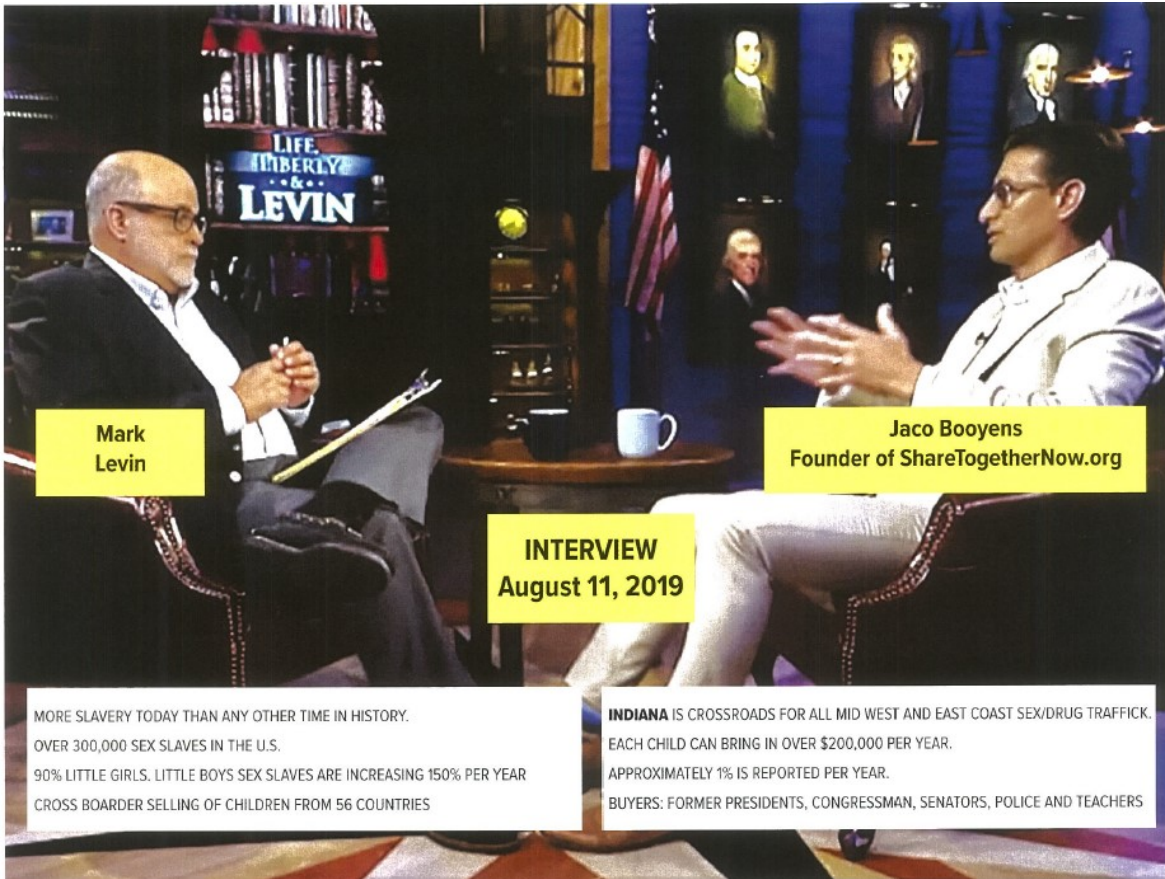 LIFE,
LIBERTY
&
LEVIN
Mark
Levin
Jaco Booyens
Founder of ShareTogetherNow.org
INTERVIEW
August 11, 2019
MORE SLAVERY TODAY THAN ANY OTHER TIME IN HISTORY.
OVER 300,000 SEX SLAVES IN THE U.S.
90% LITTLE GIRLS. LITTLE BOYS SEX SLAVES ARE INCREASING 150% PER YEAR
CROSS BOARDER SELLING OF CHILDREN FROM 56 COUNTRIES
INDIANA IS CROSSROADS FOR ALL MID WEST AND EAST COAST SEX/DRUG TRAFFICK.
EACH CHILD CAN BRING IN OVER $200,000 PER YEAR.
APPROXIMATELY 1% IS REPORTED PER YEAR.
BUYERS: FORMER PRESIDENTS, CONGRESSMAN, SENATORS, POLICE AND TEACHERS